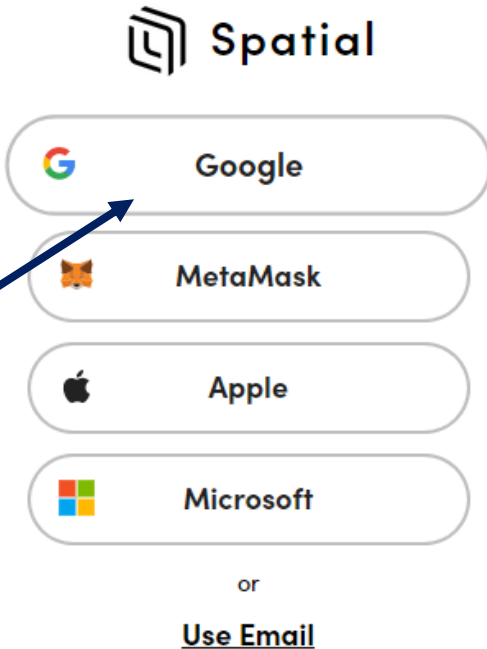 Spatial
Google
MetaMask
Apple
Microsoft
or
Use Email